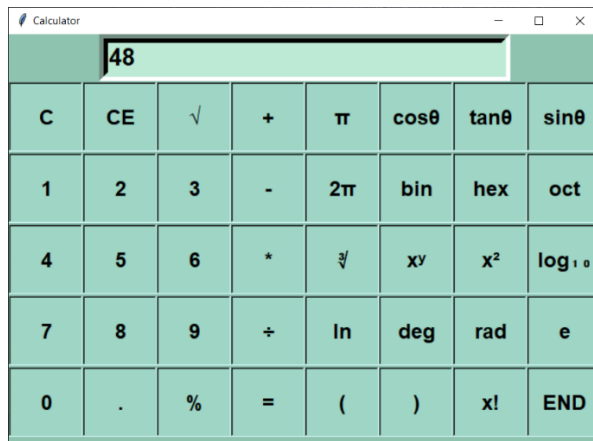 Calculator
48
C CE √ + π cosθ tanθ sinθ
1 2 3 - 2π bin hex oct
4 5 6 * ∛ xʸ x² log₁₀
7 8 9 ÷ ln deg rad e
0 . % = ( ) x! END